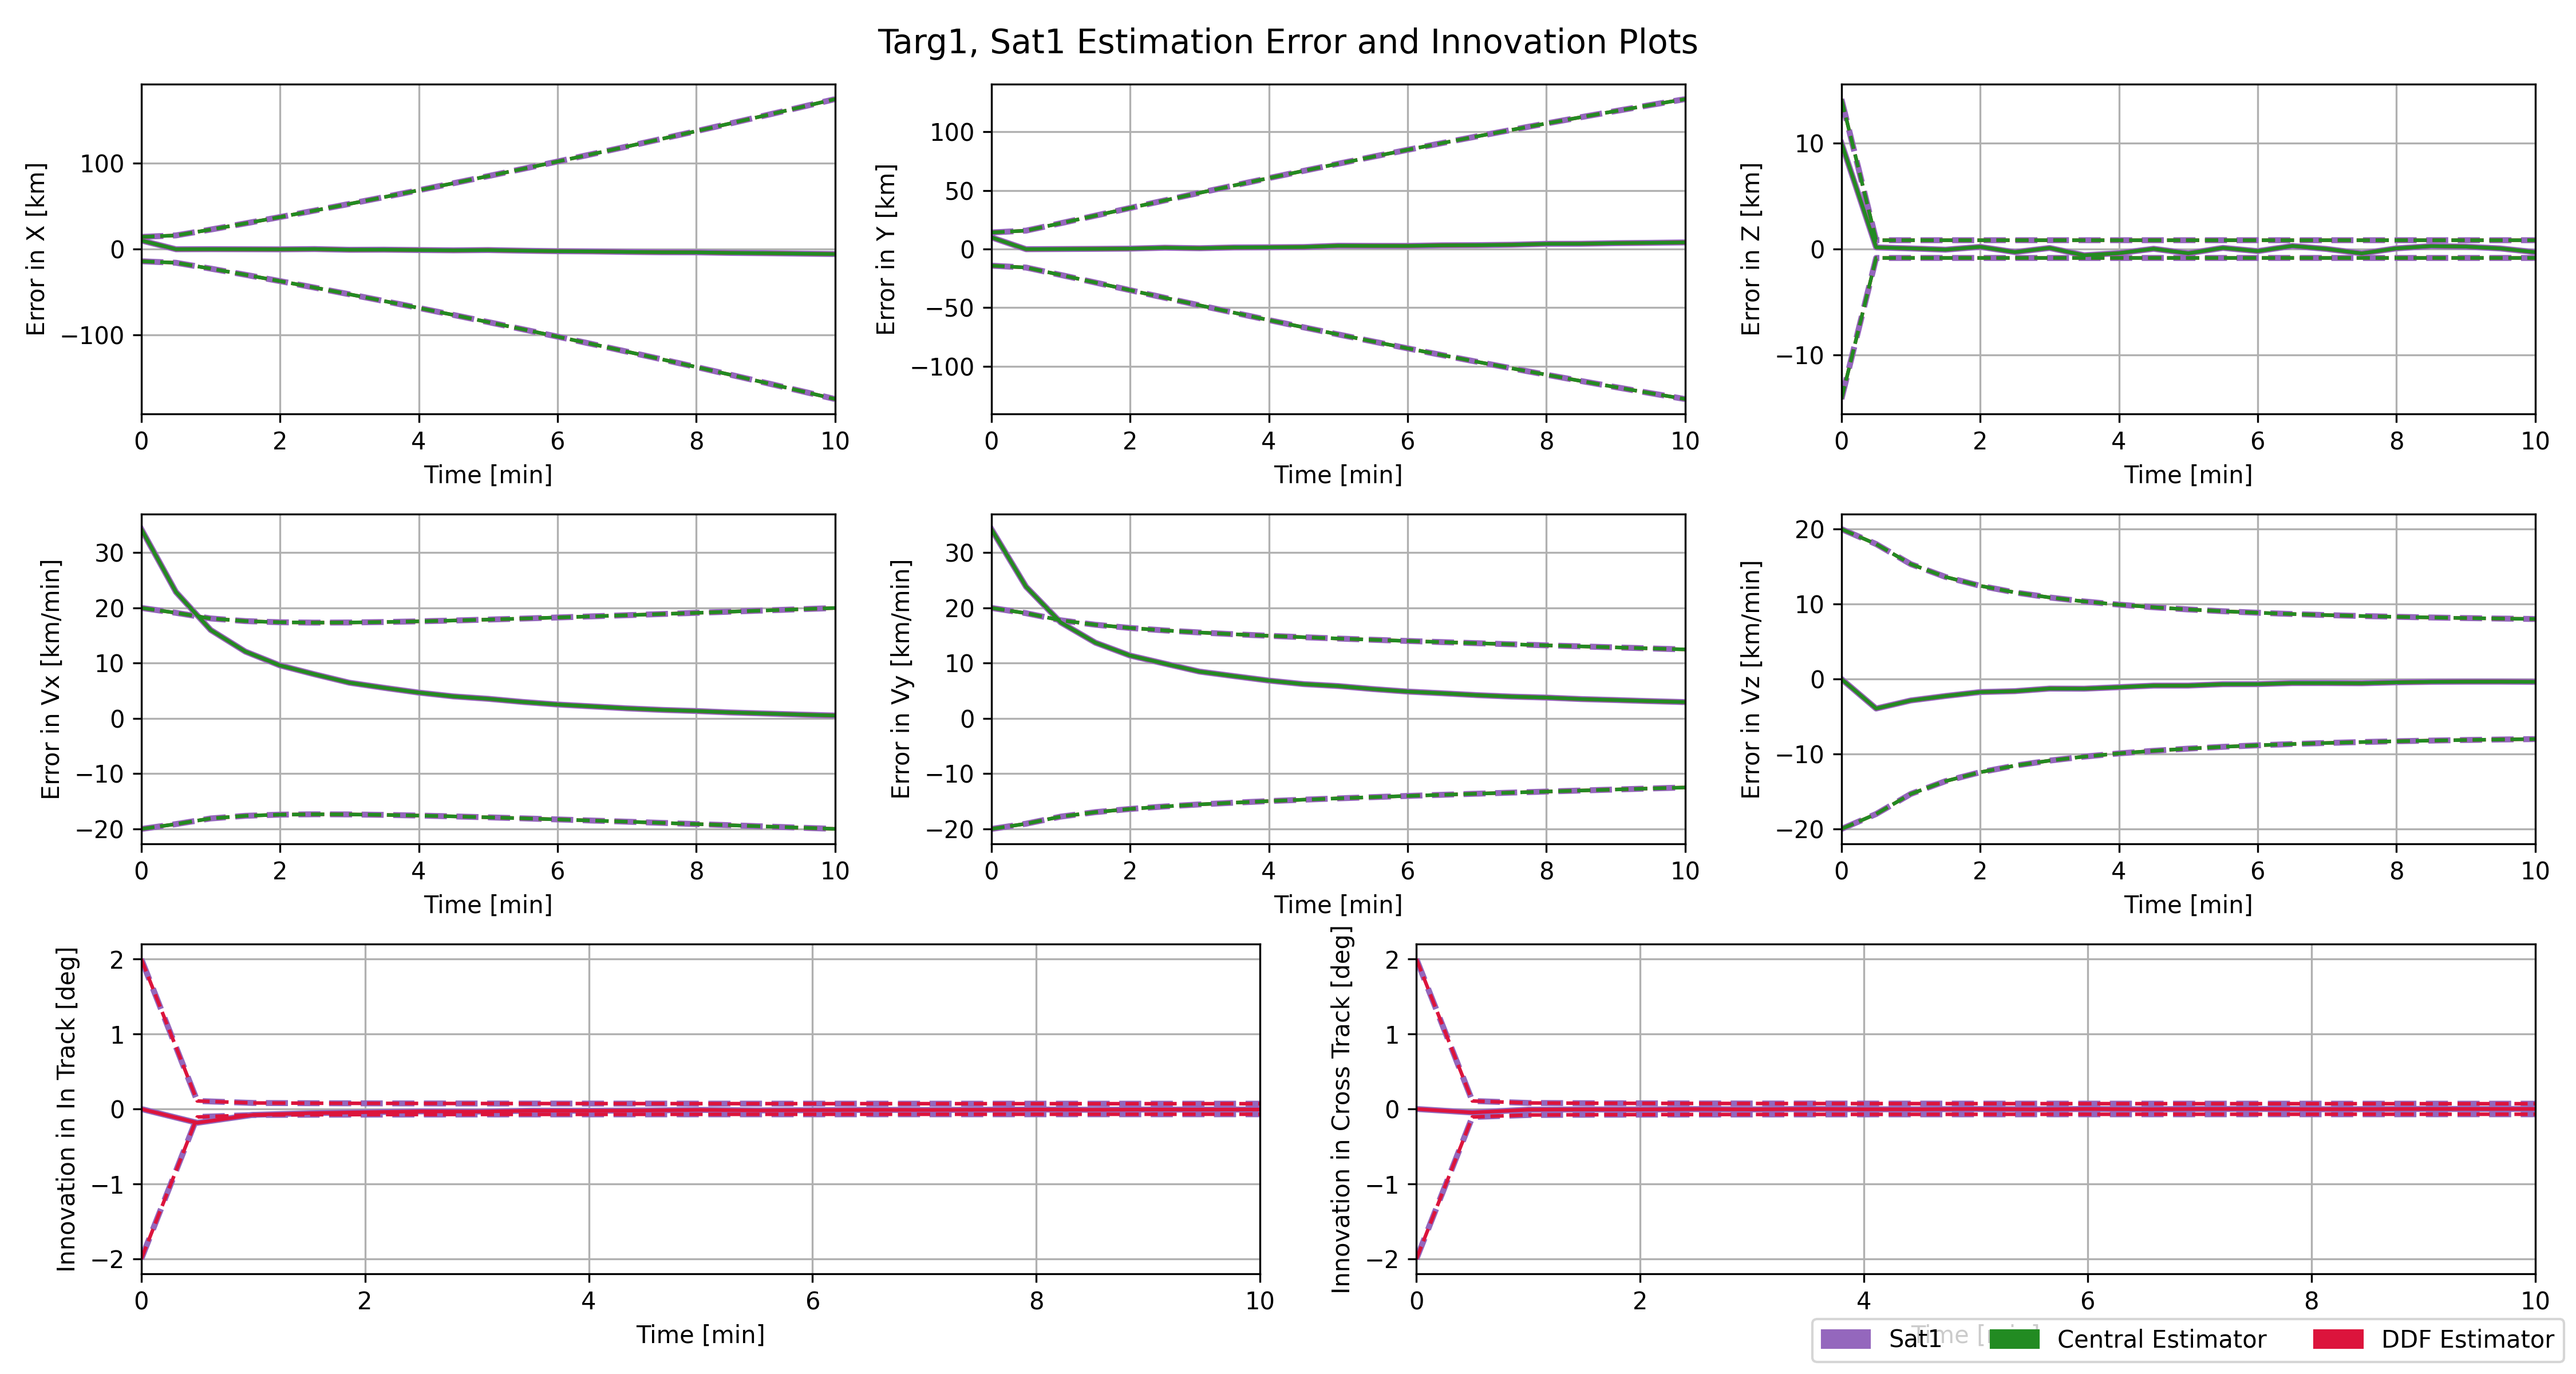 Targ1, Sat1 Estimation Error and Innovation Plots
Error in X [km]
100
0
−100
0 2 4 6 8 10
Time [min]
Error in Y [km]
100
50
0
−50
−100
0 2 4 6 8 10
Time [min]
Error in Z [km]
10
0
−10
0 2 4 6 8 10
Time [min]
Error in Vx [km/min]
30
20
10
0
−10
−20
0 2 4 6 8 10
Time [min]
Error in Vy [km/min]
30
20
10
0
−10
−20
0 2 4 6 8 10
Time [min]
Error in Vz [km/min]
20
10
0
−10
−20
0 2 4 6 8 10
Time [min]
Innovation in In Track [deg]
2
1
0
−1
−2
0 2 4 6 8 10
Time [min]
Innovation in Cross Track [deg]
2
1
0
−1
−2
0 2 4 6 8 10
Time [min]
Sat1 Central Estimator DDF Estimator